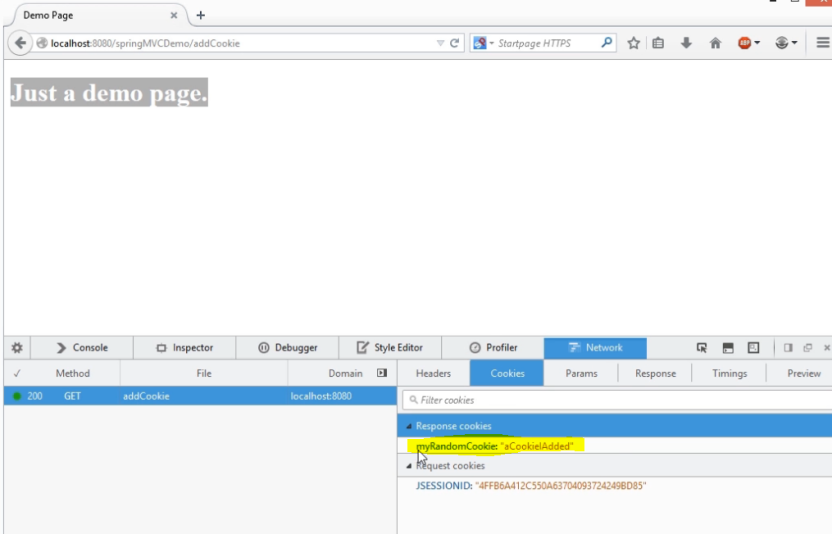 Demo Page
localhost:8080/springMVCDemo/addCookie
Startpage HTTPS
ABP
Just a demo page.
Console Inspector Debugger Style Editor Profiler Network
✓ Method File Domain Headers Cookies Params Response Timings Preview
200 GET addCookie localhost:8080
Filter cookies
Response cookies
myRandomCookie: "aCookieIAdded"
Request cookies
JSESSIONID: "4FFB6A412C550A63704093724249BD85"